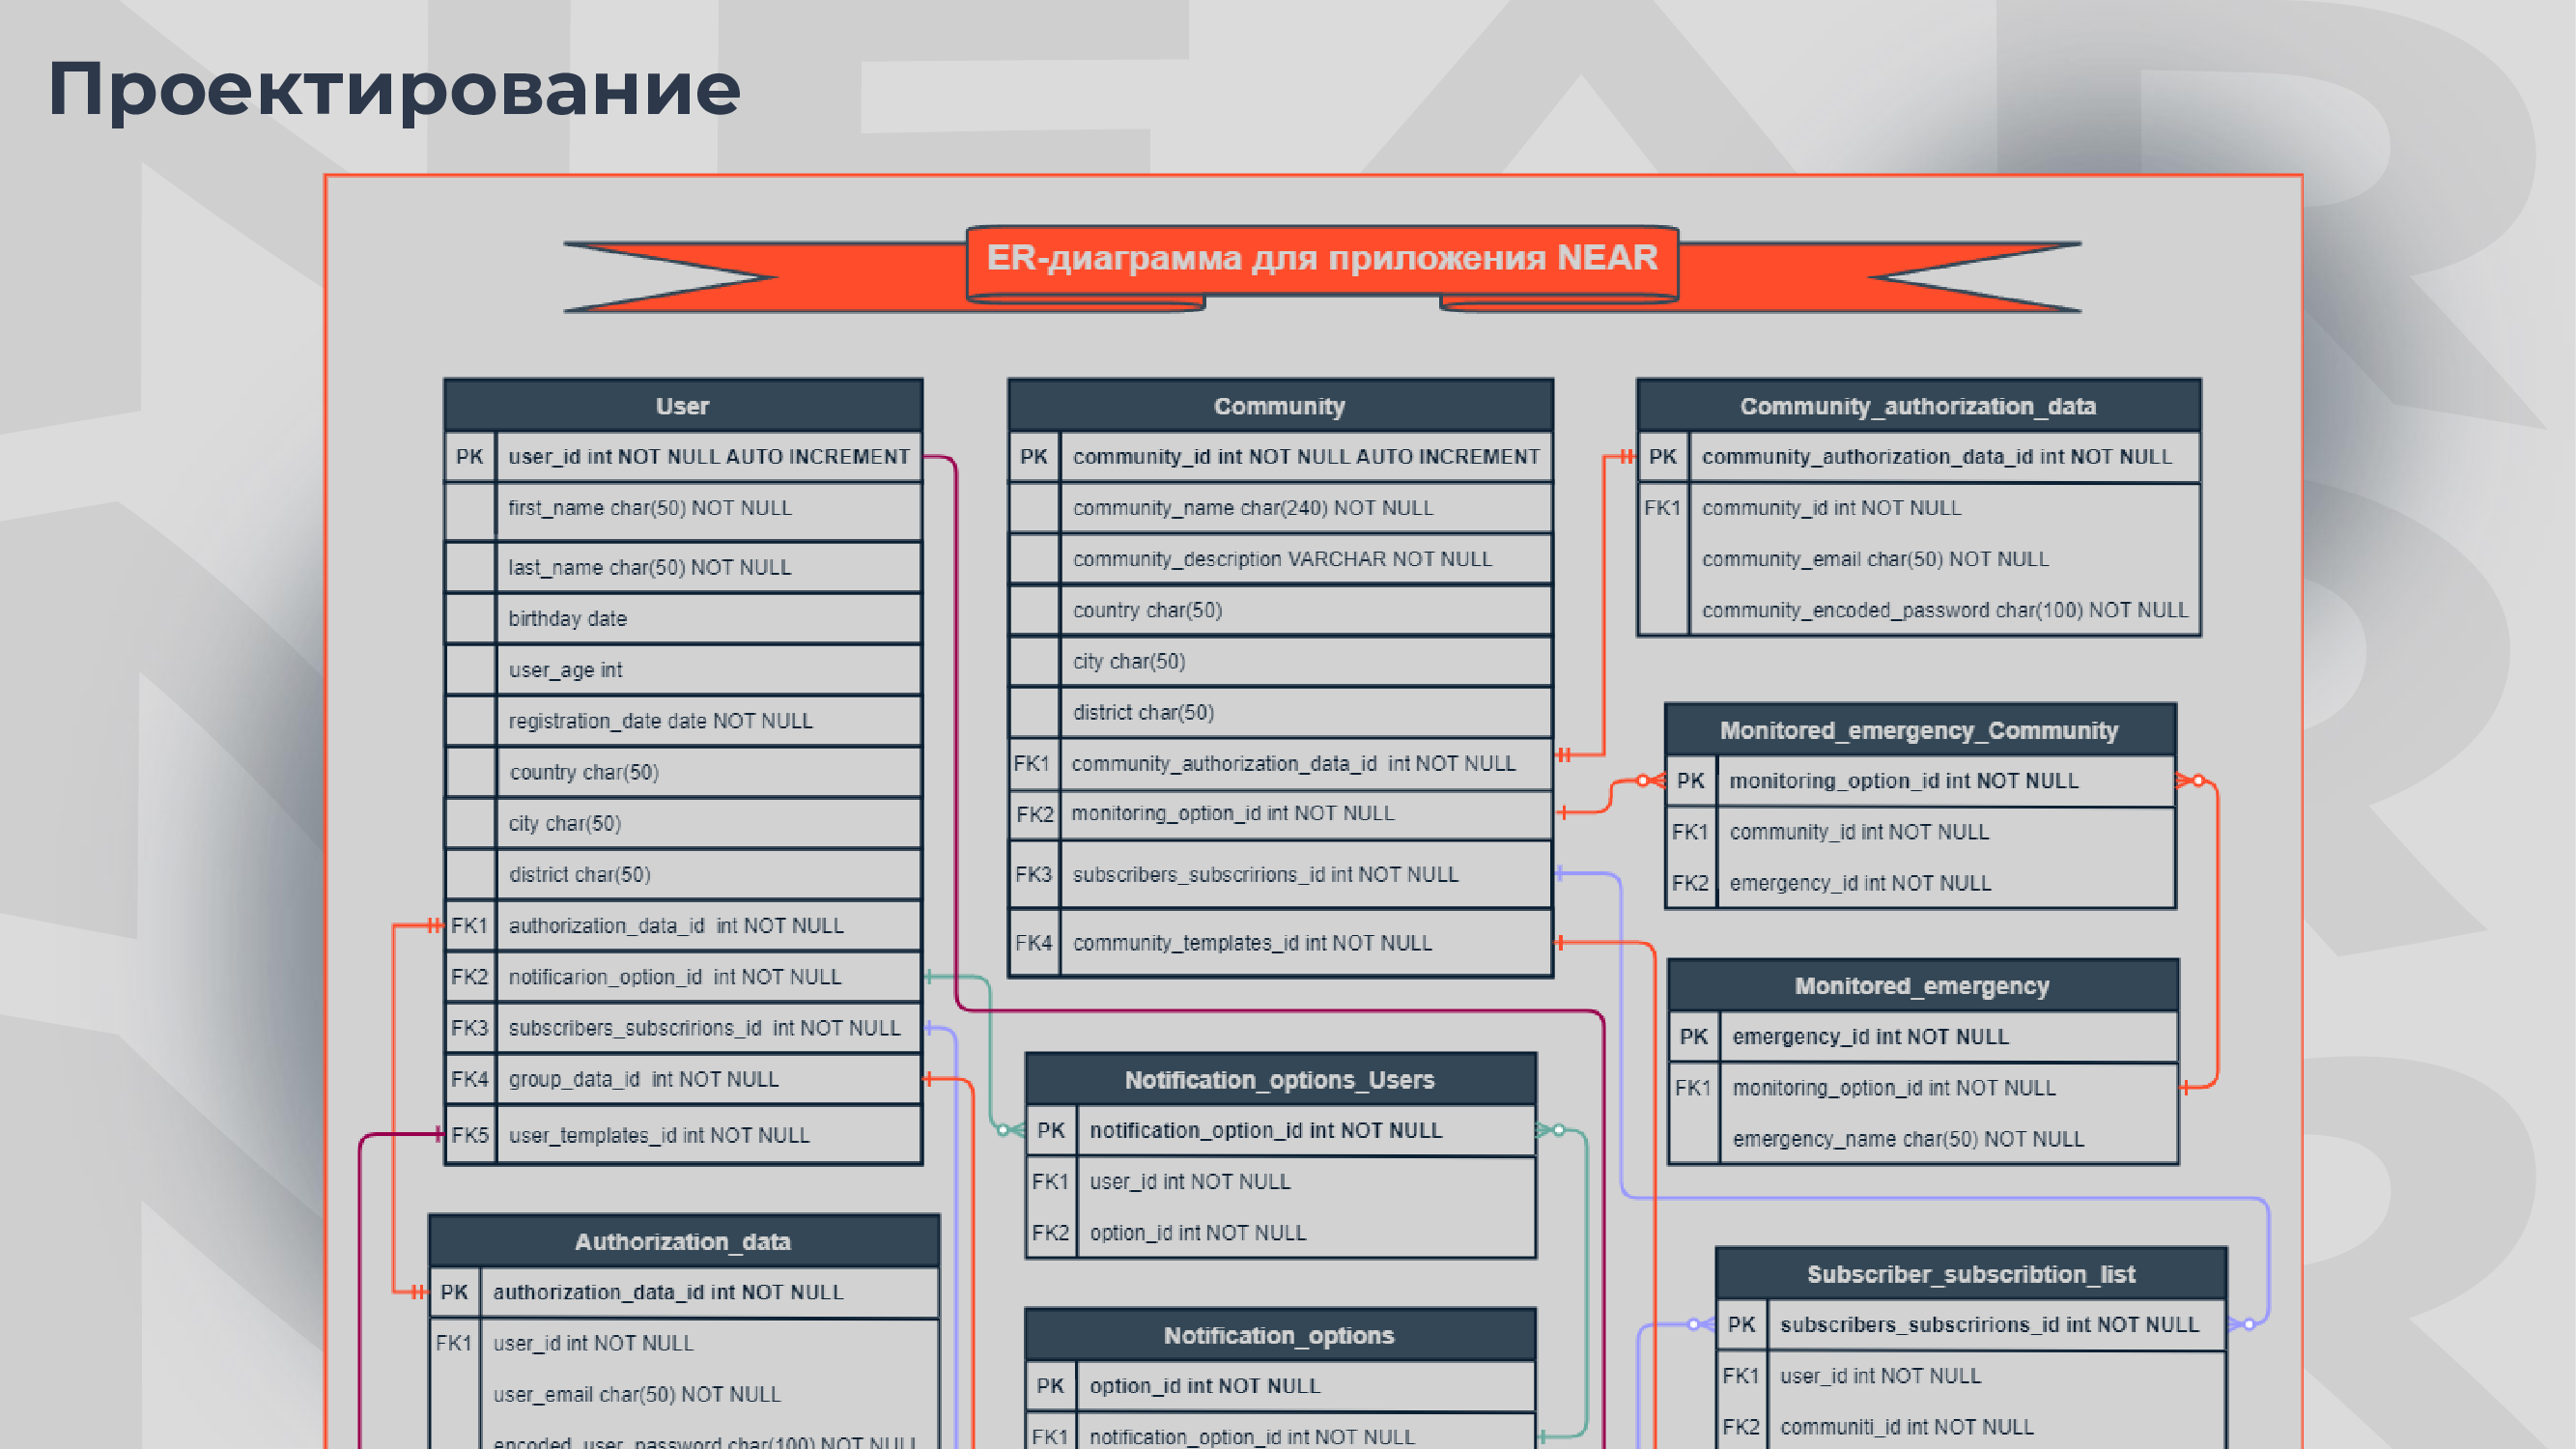 Проектирование
ER-диаграмма для приложения NEAR
User
PK user_id int NOT NULL AUTO INCREMENT
first_name char(50) NOT NULL
last_name char(50) NOT NULL
birthday date
user_age int
registration_date date NOT NULL
country char(50)
city char(50)
district char(50)
FK1 authorization_data_id int NOT NULL
FK2 notificarion_option_id int NOT NULL
FK3 subscribers_subscririons_id int NOT NULL
FK4 group_data_id int NOT NULL
FK5 user_templates_id int NOT NULL
Authorization_data
PK authorization_data_id int NOT NULL
FK1 user_id int NOT NULL
user_email char(50) NOT NULL
encoded_user_password char(100) NOT NULL
Community
PK community_id int NOT NULL AUTO INCREMENT
community_name char(240) NOT NULL
community_description VARCHAR NOT NULL
country char(50)
city char(50)
district char(50)
FK1 community_authorization_data_id int NOT NULL
FK2 monitoring_option_id int NOT NULL
FK3 subscribers_subscririons_id int NOT NULL
FK4 community_templates_id int NOT NULL
Notification_options_Users
PK notification_option_id int NOT NULL
FK1 user_id int NOT NULL
FK2 option_id int NOT NULL
Notification_options
PK option_id int NOT NULL
FK1 notification_option_id int NOT NULL
Community_authorization_data
PK community_authorization_data_id int NOT NULL
FK1 community_id int NOT NULL
community_email char(50) NOT NULL
community_encoded_password char(100) NOT NULL
Monitored_emergency_Community
PK monitoring_option_id int NOT NULL
FK1 community_id int NOT NULL
FK2 emergency_id int NOT NULL
Monitored_emergency
PK emergency_id int NOT NULL
FK1 monitoring_option_id int NOT NULL
emergency_name char(50) NOT NULL
Subscriber_subscribtion_list
PK subscribers_subscririons_id int NOT NULL
FK1 user_id int NOT NULL
FK2 communiti_id int NOT NULL